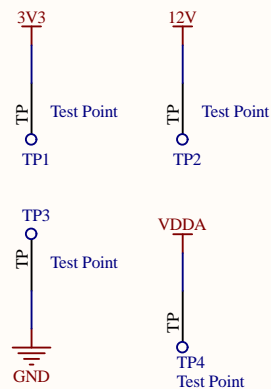 3V3
TP
Test Point
TP1
12V
TP
Test Point
TP2
TP3
TP
Test Point
GND
VDDA
TP
TP4
Test Point